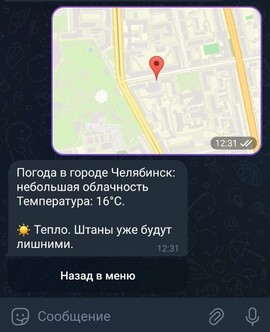 12:31
Погода в городе Челябинск:
небольшая облачность
Температура: 16°C.
Тепло. Штаны уже будут
лишними.
12:31
Назад в меню
Сообщение